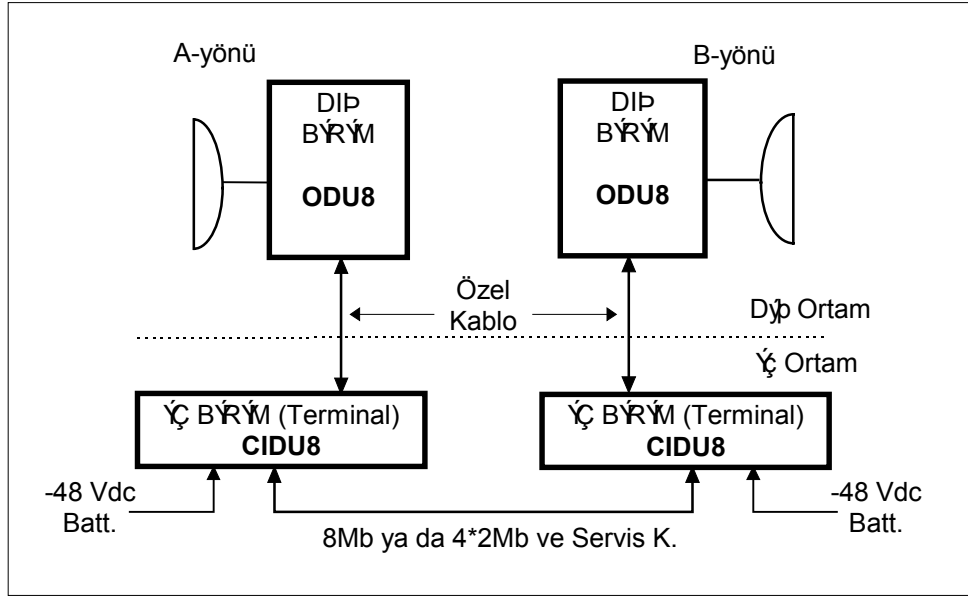 A-yönü
B-yönü
DIÞ
BÝRÝM
ODU8
DIÞ
BÝRÝM
ODU8
Özel
Kablo
Dýþ Ortam
Ýç Ortam
ÝÇ BÝRÝM (Terminal)
CIDU8
ÝÇ BÝRÝM (Terminal)
CIDU8
-48 Vdc
Batt.
-48 Vdc
Batt.
8Mb ya da 4*2Mb ve Servis K.